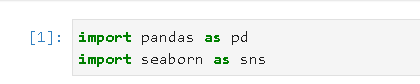 [1]: import pandas as pd
import seaborn as sns